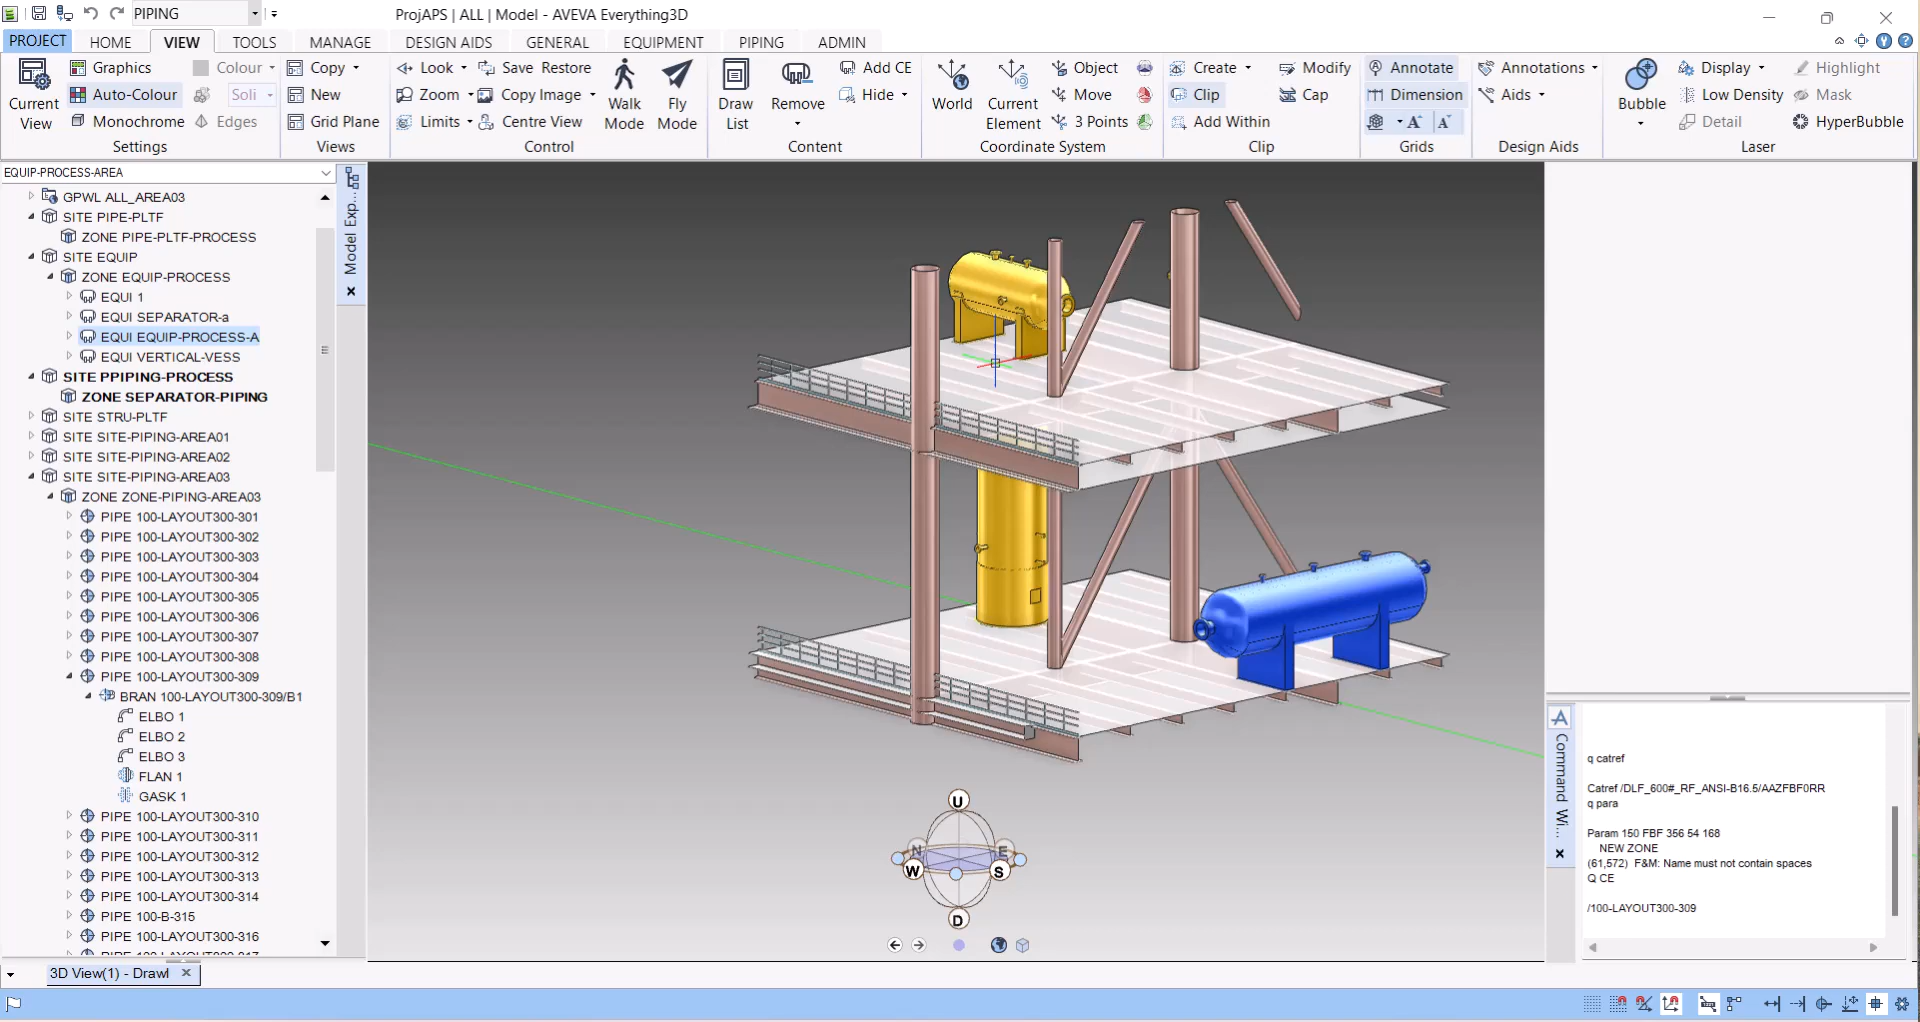 PIPING
ProjAPS | ALL | Model - AVEVA Everything3D
PROJECT HOME VIEW TOOLS MANAGE DESIGN AIDS GENERAL EQUIPMENT PIPING ADMIN
Current View
Graphics
Auto-Colour
Monochrome
Colour
Soli
Edges
Settings
Copy
New
Grid Plane
Views
Look
Zoom
Limits
Save Restore
Copy Image
Centre View
Walk Mode
Fly Mode
Control
Draw List
Remove
Add CE
Hide
Content
World
Current Element
Object
Move
3 Points
Coordinate System
Create
Clip
Add Within
Modify
Cap
Clip
Annotate
Dimension
A A
Grids
Annotations
Aids
Design Aids
Bubble
Display
Low Density
Detail
Highlight
Mask
HyperBubble
Laser
EQUIP-PROCESS-AREA
GPWL ALL_AREA03
SITE PIPE-PLTF
ZONE PIPE-PLTF-PROCESS
SITE EQUIP
ZONE EQUIP-PROCESS
EQUI 1
EQUI SEPARATOR-a
EQUI EQUIP-PROCESS-A
EQUI VERTICAL-VESS
SITE PPIPING-PROCESS
ZONE SEPARATOR-PIPING
SITE STRU-PLTF
SITE SITE-PIPING-AREA01
SITE SITE-PIPING-AREA02
SITE SITE-PIPING-AREA03
ZONE ZONE-PIPING-AREA03
PIPE 100-LAYOUT300-301
PIPE 100-LAYOUT300-302
PIPE 100-LAYOUT300-303
PIPE 100-LAYOUT300-304
PIPE 100-LAYOUT300-305
PIPE 100-LAYOUT300-306
PIPE 100-LAYOUT300-307
PIPE 100-LAYOUT300-308
PIPE 100-LAYOUT300-309
BRAN 100-LAYOUT300-309/B1
ELBO 1
ELBO 2
ELBO 3
FLAN 1
GASK 1
PIPE 100-LAYOUT300-310
PIPE 100-LAYOUT300-311
PIPE 100-LAYOUT300-312
PIPE 100-LAYOUT300-313
PIPE 100-LAYOUT300-314
PIPE 100-B-315
PIPE 100-LAYOUT300-316
Model Exp...
U
N E
W S
D
Command Wi...
q catref
Catref /DLF_600#_RF_ANSI-B16.5/AAZFBF0RR
q para
Param 150 FBF 356 54 168
NEW ZONE
(61,572) F&M: Name must not contain spaces
Q CE
/100-LAYOUT300-309
3D View(1) - Drawl